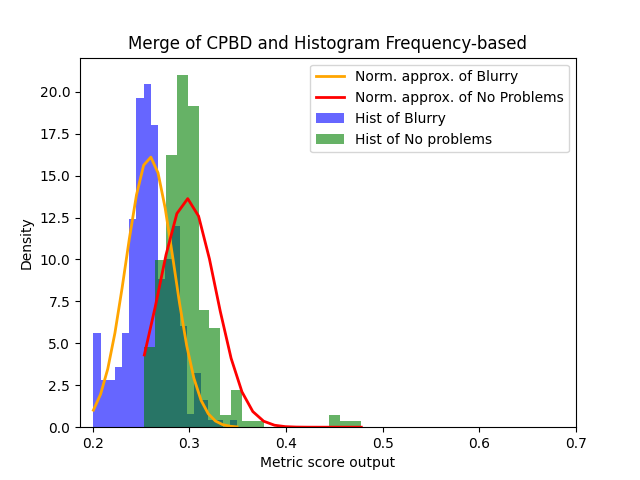 Merge of CPBD and Histogram Frequency-based
Norm. approx. of Blurry
Norm. approx. of No Problems
Hist of Blurry
Hist of No problems
Density
20.0
17.5
15.0
12.5
10.0
7.5
5.0
2.5
0.0
0.2 0.3 0.4 0.5 0.6 0.7
Metric score output